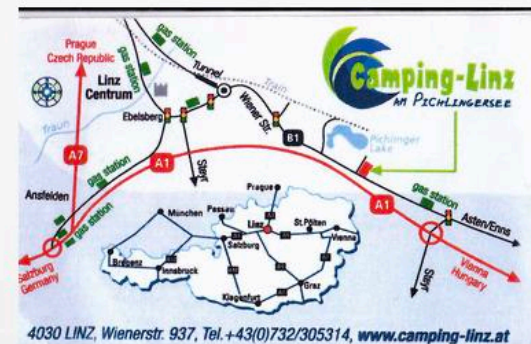 Prague
Czech Republic
gas station
gas station
Linz
Centrum
Tunnel
Train
Camping-Linz
AM PICHLINGERSEE
Traun
Ebelsberg
Wiener Str.
B1
Pichlinger
Lake
A7
A1
Steyr
Ansfelden
gas station
gas station
gas station
A1
Asten/Enns
Salzburg
Germany
Steyr
Vienna
Hungary
Prague
München
Passau
Linz
St.Pölten
Vienna
Salzburg
Bregenz
Innsbruck
Graz
Klagenfurt
4030 LINZ, Wienerstr. 937, Tel.+43(0)732/305314, www.camping-linz.at